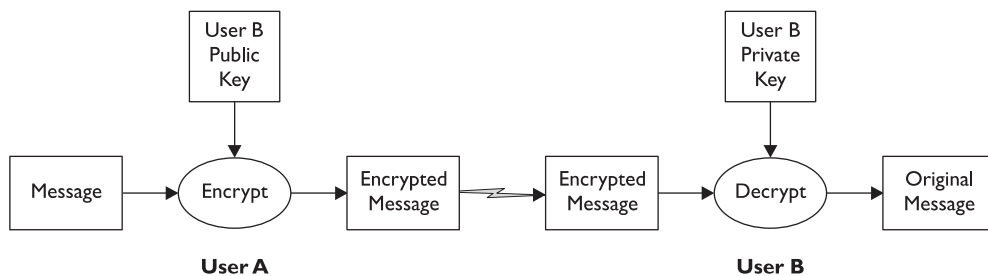 User B
Public
Key
User B
Private
Key
Message
Encrypt
Encrypted
Message
Encrypted
Message
Decrypt
Original
Message
User A
User B